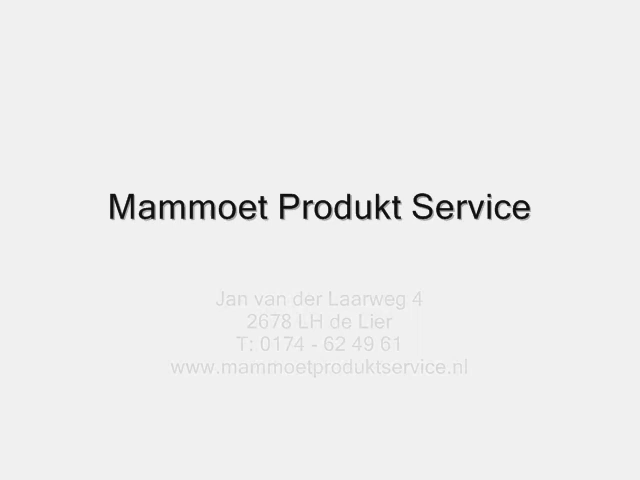 Mammoet Produkt Service
Jan van der Laarweg 4
2678 LH de Lier
T: 0174 - 62 49 61
www.mammoetproduktservice.nl